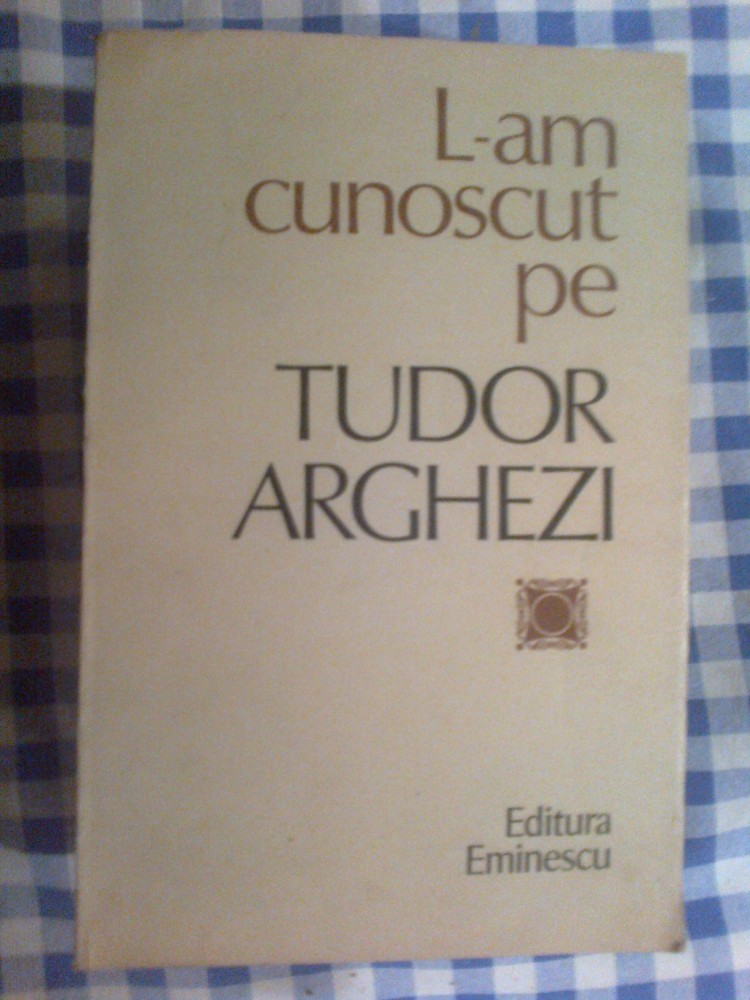 L-am
cunoscut
pe
TUDOR
ARGHEZI
Editura
Eminescu